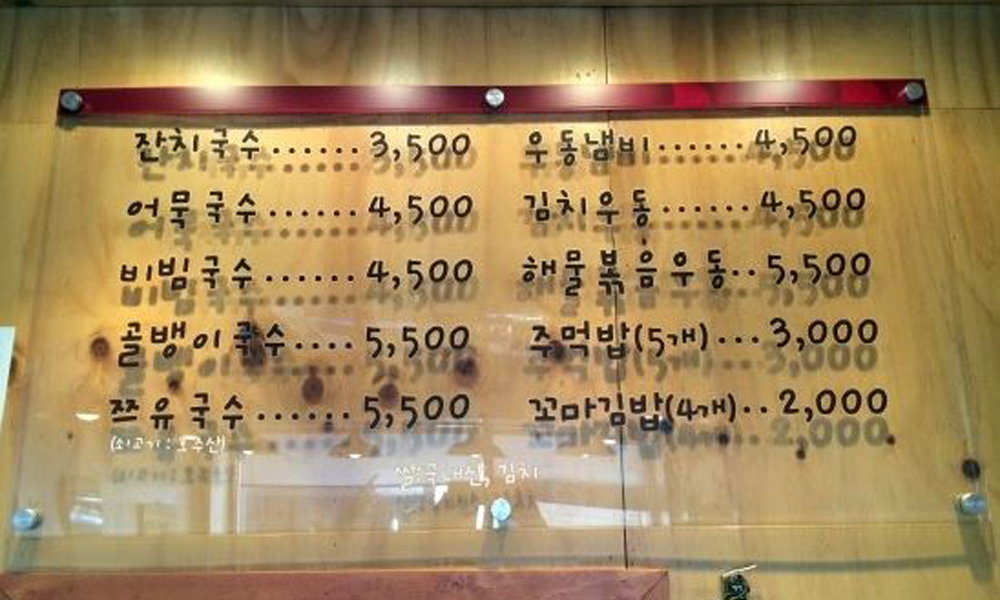 잔치국수······3,500
어묵국수······4,500
비빔국수······4,500
골뱅이국수····5,500
쯔유국수······5,500
(쇠고기:호주산)
우동냄비······4,500
김치우동······4,500
해물볶음우동··5,500
주먹밥(5개)···3,000
꼬마김밥(4개)··2,000
쌀:국내산, 김치